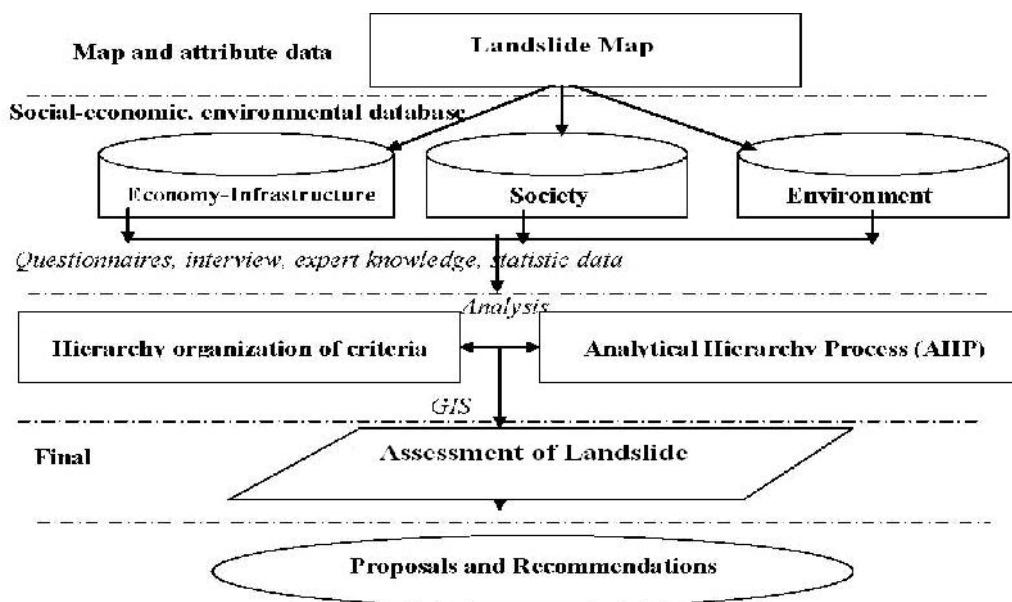 Map and attribute data
Landslide Map
Social-economic, environmental database
Economy-Infrastructure
Society
Environment
Questionnaires, interview, expert knowledge, statistic data
Analysis
Hierarchy organization of criteria
Analytical Hierarchy Process (AHP)
GIS
Final
Assessment of Landslide
Proposals and Recommendations